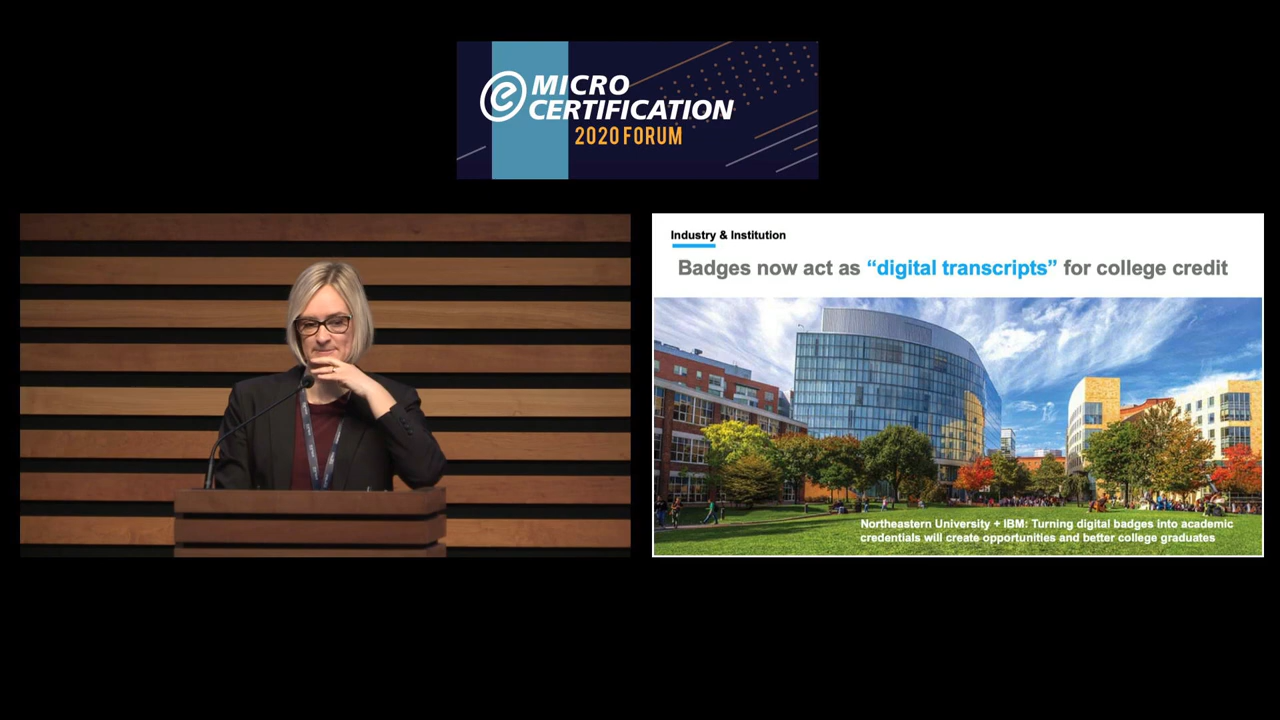 MICRO
CERTIFICATION
2020 FORUM
Industry & Institution
Badges now act as “digital transcripts” for college credit
Northeastern University + IBM: Turning digital badges into academic
credentials will create opportunities and better college graduates